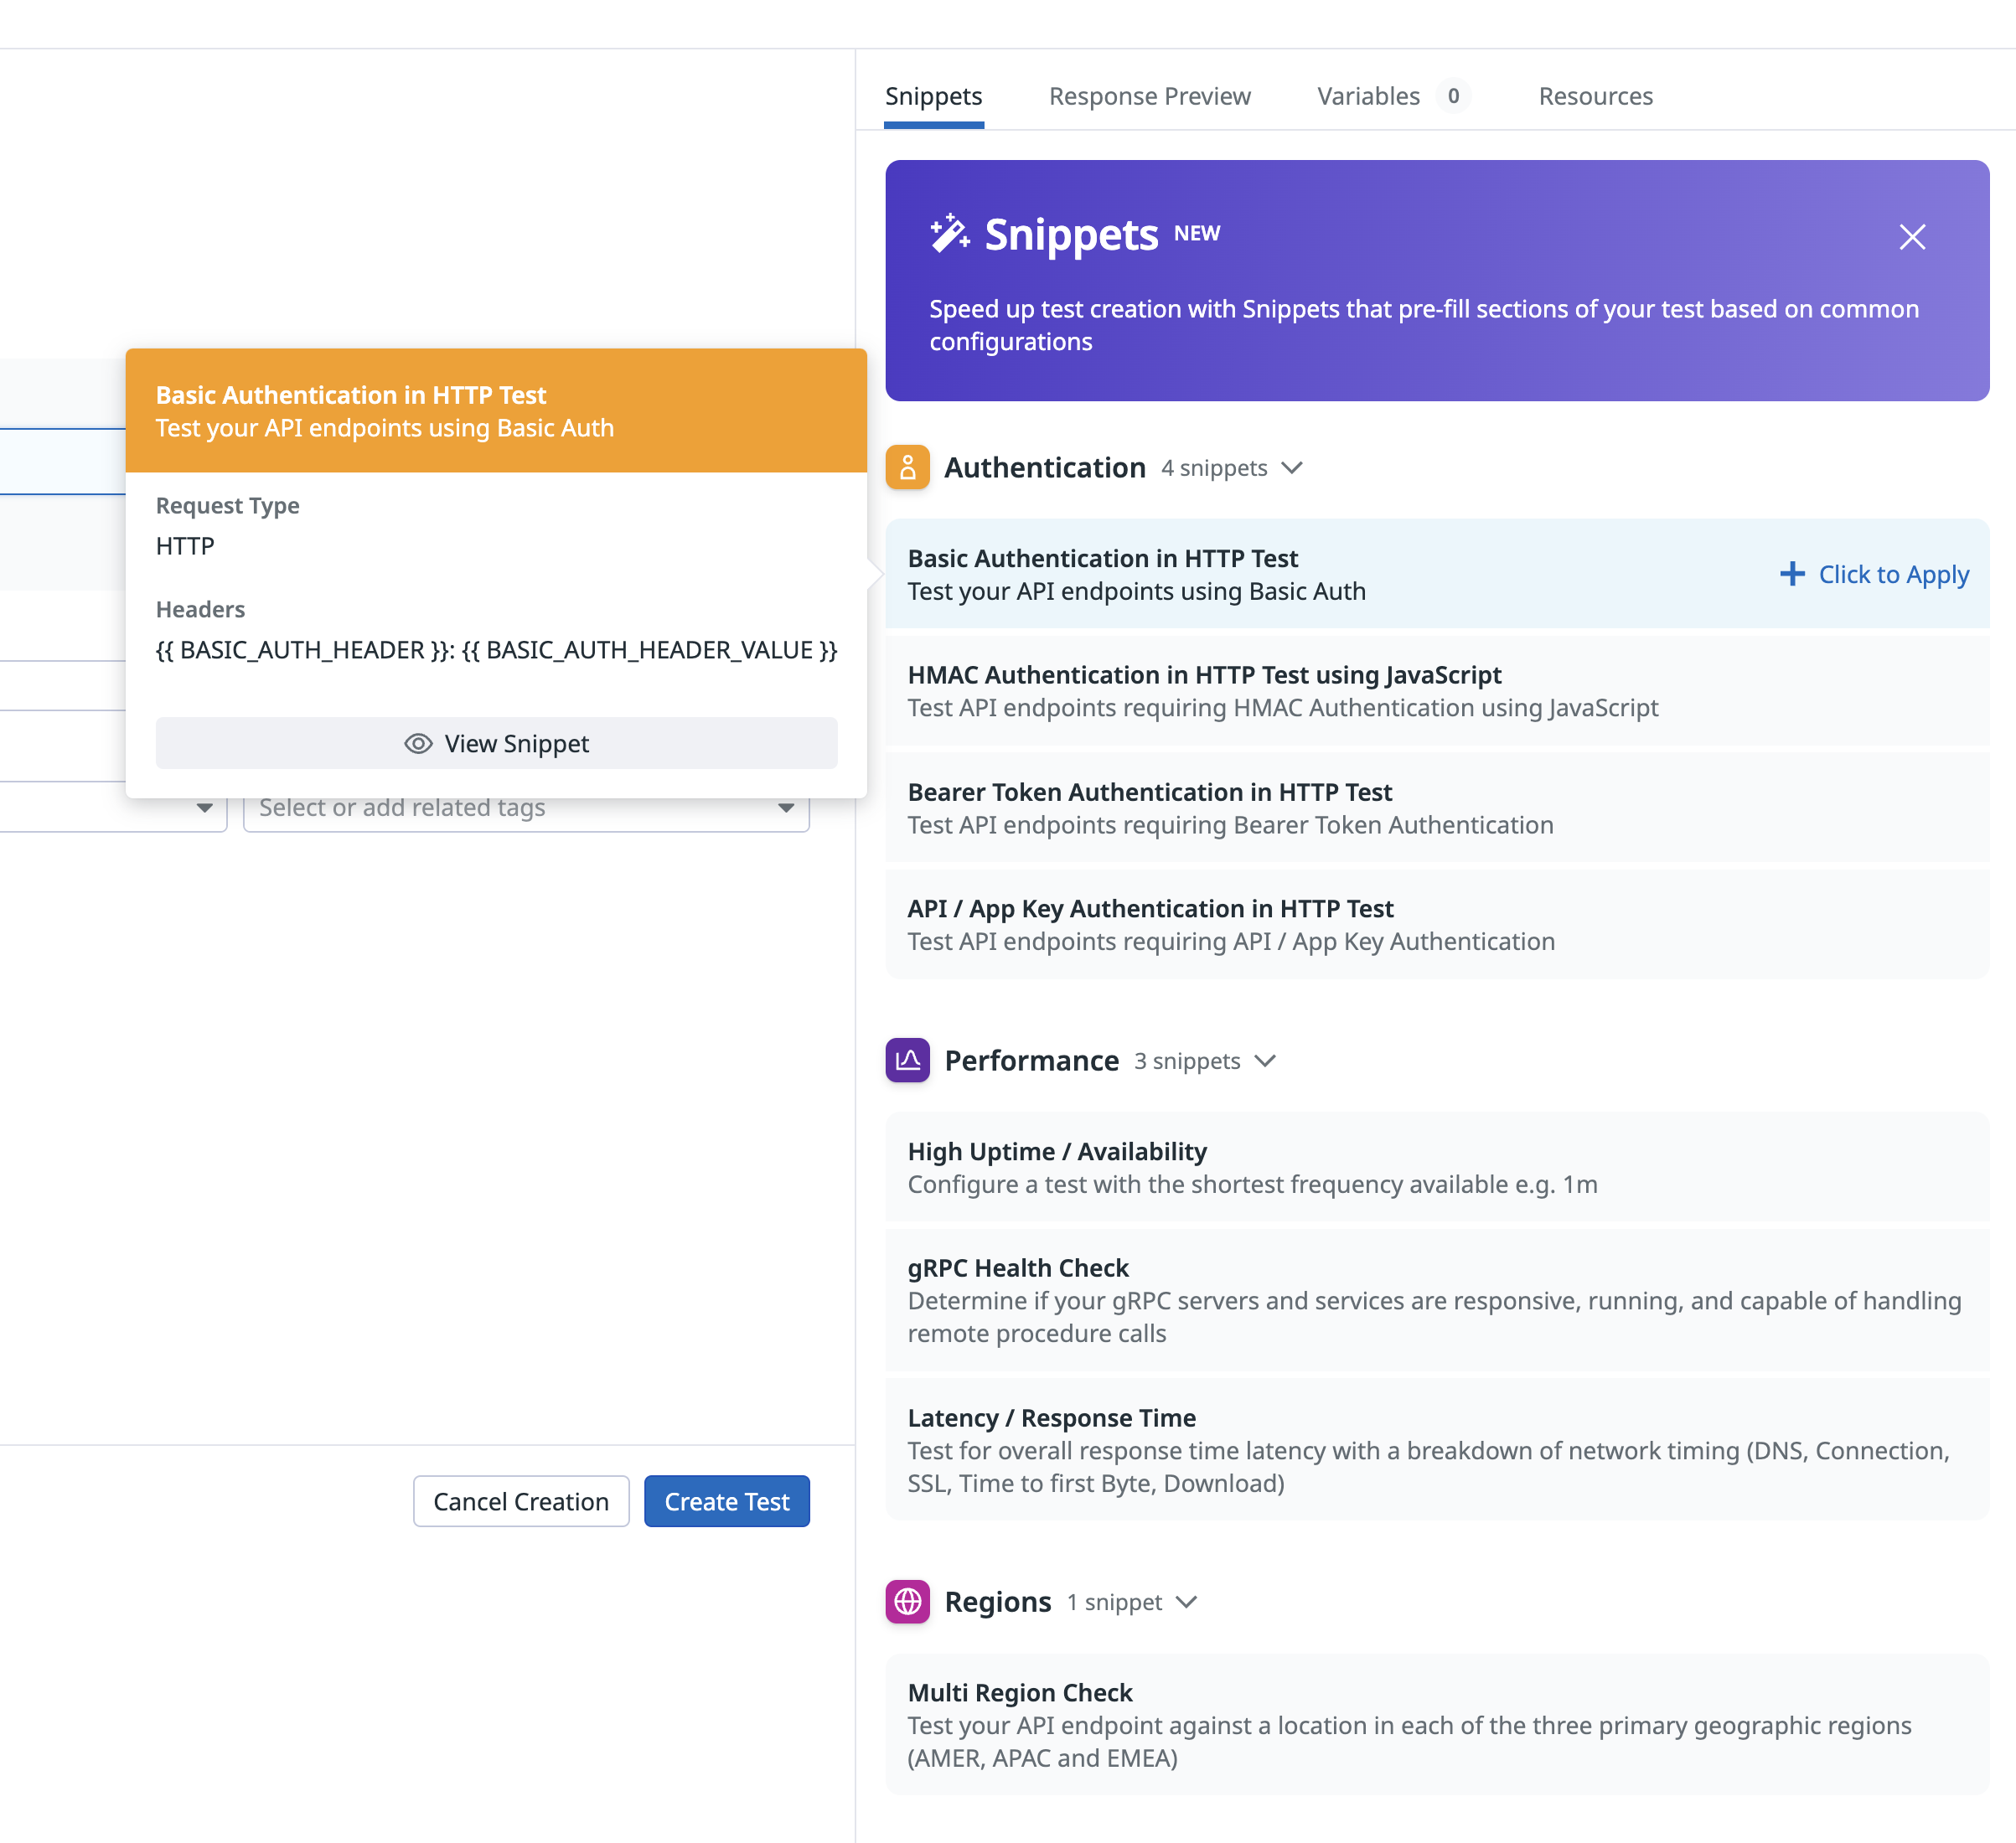 Snippets
Response Preview
Variables 0
Resources
Snippets NEW
Speed up test creation with Snippets that pre-fill sections of your test based on common
configurations
Basic Authentication in HTTP Test
Test your API endpoints using Basic Auth
Request Type
HTTP
Headers
{{ BASIC_AUTH_HEADER }}: {{ BASIC_AUTH_HEADER_VALUE }}
View Snippet
Select or add related tags
Cancel Creation
Create Test
Authentication 4 snippets
Basic Authentication in HTTP Test
Test your API endpoints using Basic Auth
Click to Apply
HMAC Authentication in HTTP Test using JavaScript
Test API endpoints requiring HMAC Authentication using JavaScript
Bearer Token Authentication in HTTP Test
Test API endpoints requiring Bearer Token Authentication
API / App Key Authentication in HTTP Test
Test API endpoints requiring API / App Key Authentication
Performance 3 snippets
High Uptime / Availability
Configure a test with the shortest frequency available e.g. 1m
gRPC Health Check
Determine if your gRPC servers and services are responsive, running, and capable of handling
remote procedure calls
Latency / Response Time
Test for overall response time latency with a breakdown of network timing (DNS, Connection,
SSL, Time to first Byte, Download)
Regions 1 snippet
Multi Region Check
Test your API endpoint against a location in each of the three primary geographic regions
(AMER, APAC and EMEA)